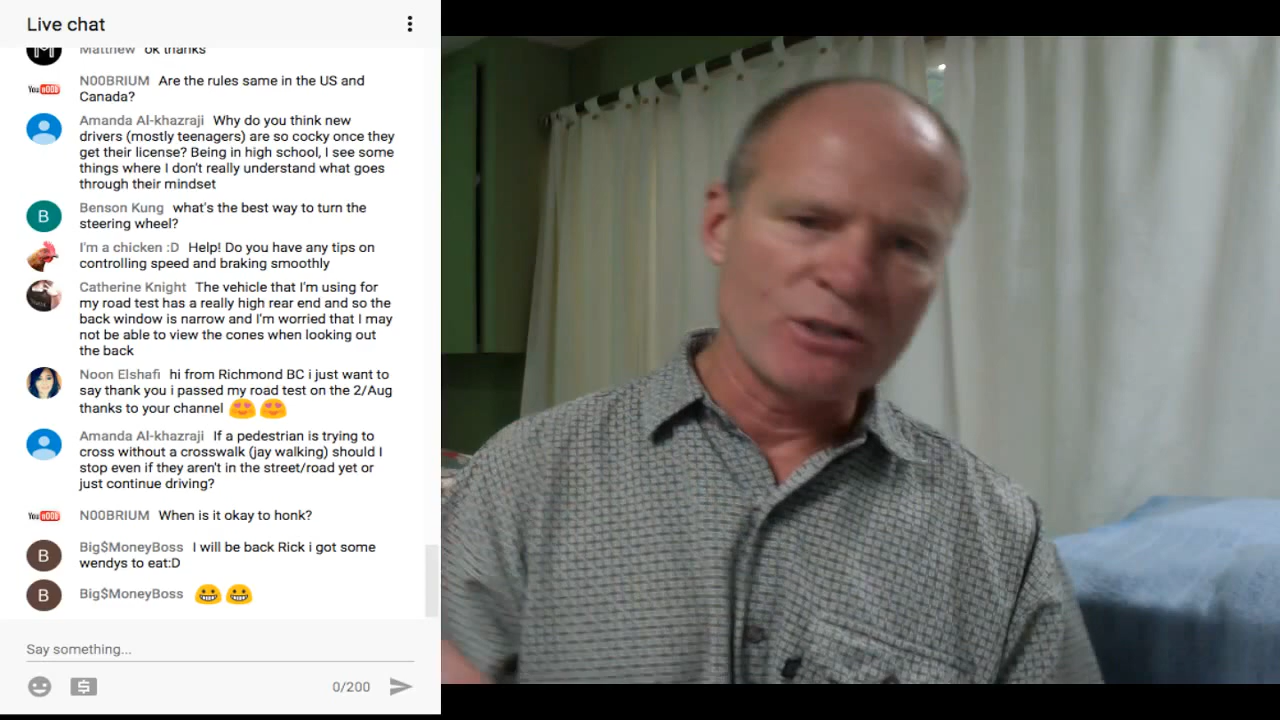 Live chat
Matthew ok thanks
N00BRIUM Are the rules same in the US and
Canada?
Amanda Al-khazraji Why do you think new
drivers (mostly teenagers) are so cocky once they
get their license? Being in high school, I see some
things where I don't really understand what goes
through their mindset
B Benson Kung what's the best way to turn the
steering wheel?
I'm a chicken :D Help! Do you have any tips on
controlling speed and braking smoothly
Catherine Knight The vehicle that I'm using for
my road test has a really high rear end and so the
back window is narrow and I'm worried that I may
not be able to view the cones when looking out
the back
Noon Elshafi hi from Richmond BC i just want to
say thank you i passed my road test on the 2/Aug
thanks to your channel 😍 😍
Amanda Al-khazraji If a pedestrian is trying to
cross without a crosswalk (jay walking) should I
stop even if they aren't in the street/road yet or
just continue driving?
You N00B N00BRIUM When is it okay to honk?
B Big$MoneyBoss I will be back Rick i got some
wendys to eat:D
B Big$MoneyBoss 😀 😀
Say something...
0/200